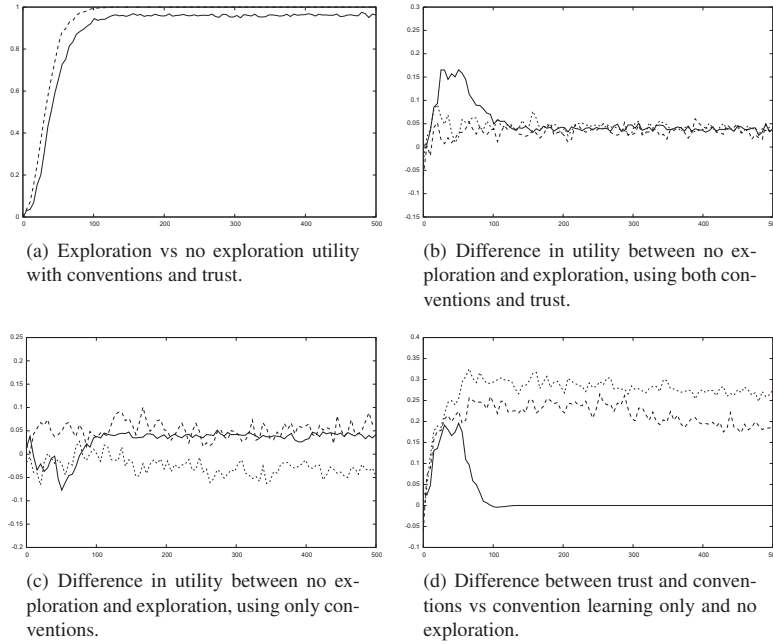 1
0.8
0.6
0.4
0.2
0
0 100 200 300 400 500
(a) Exploration vs no exploration utility
with conventions and trust.
0.3
0.25
0.2
0.15
0.1
0.05
0
-0.05
-0.1
-0.15
0 100 200 300 400 500
(b) Difference in utility between no ex-
ploration and exploration, using both con-
ventions and trust.
0.25
0.2
0.15
0.1
0.05
0
-0.05
-0.1
-0.15
-0.2
0 100 200 300 400 500
(c) Difference in utility between no ex-
ploration and exploration, using only con-
ventions.
0.4
0.35
0.3
0.25
0.2
0.15
0.1
0.05
0
-0.05
-0.1
0 100 200 300 400 500
(d) Difference between trust and conven-
tions vs convention learning only and no
exploration.